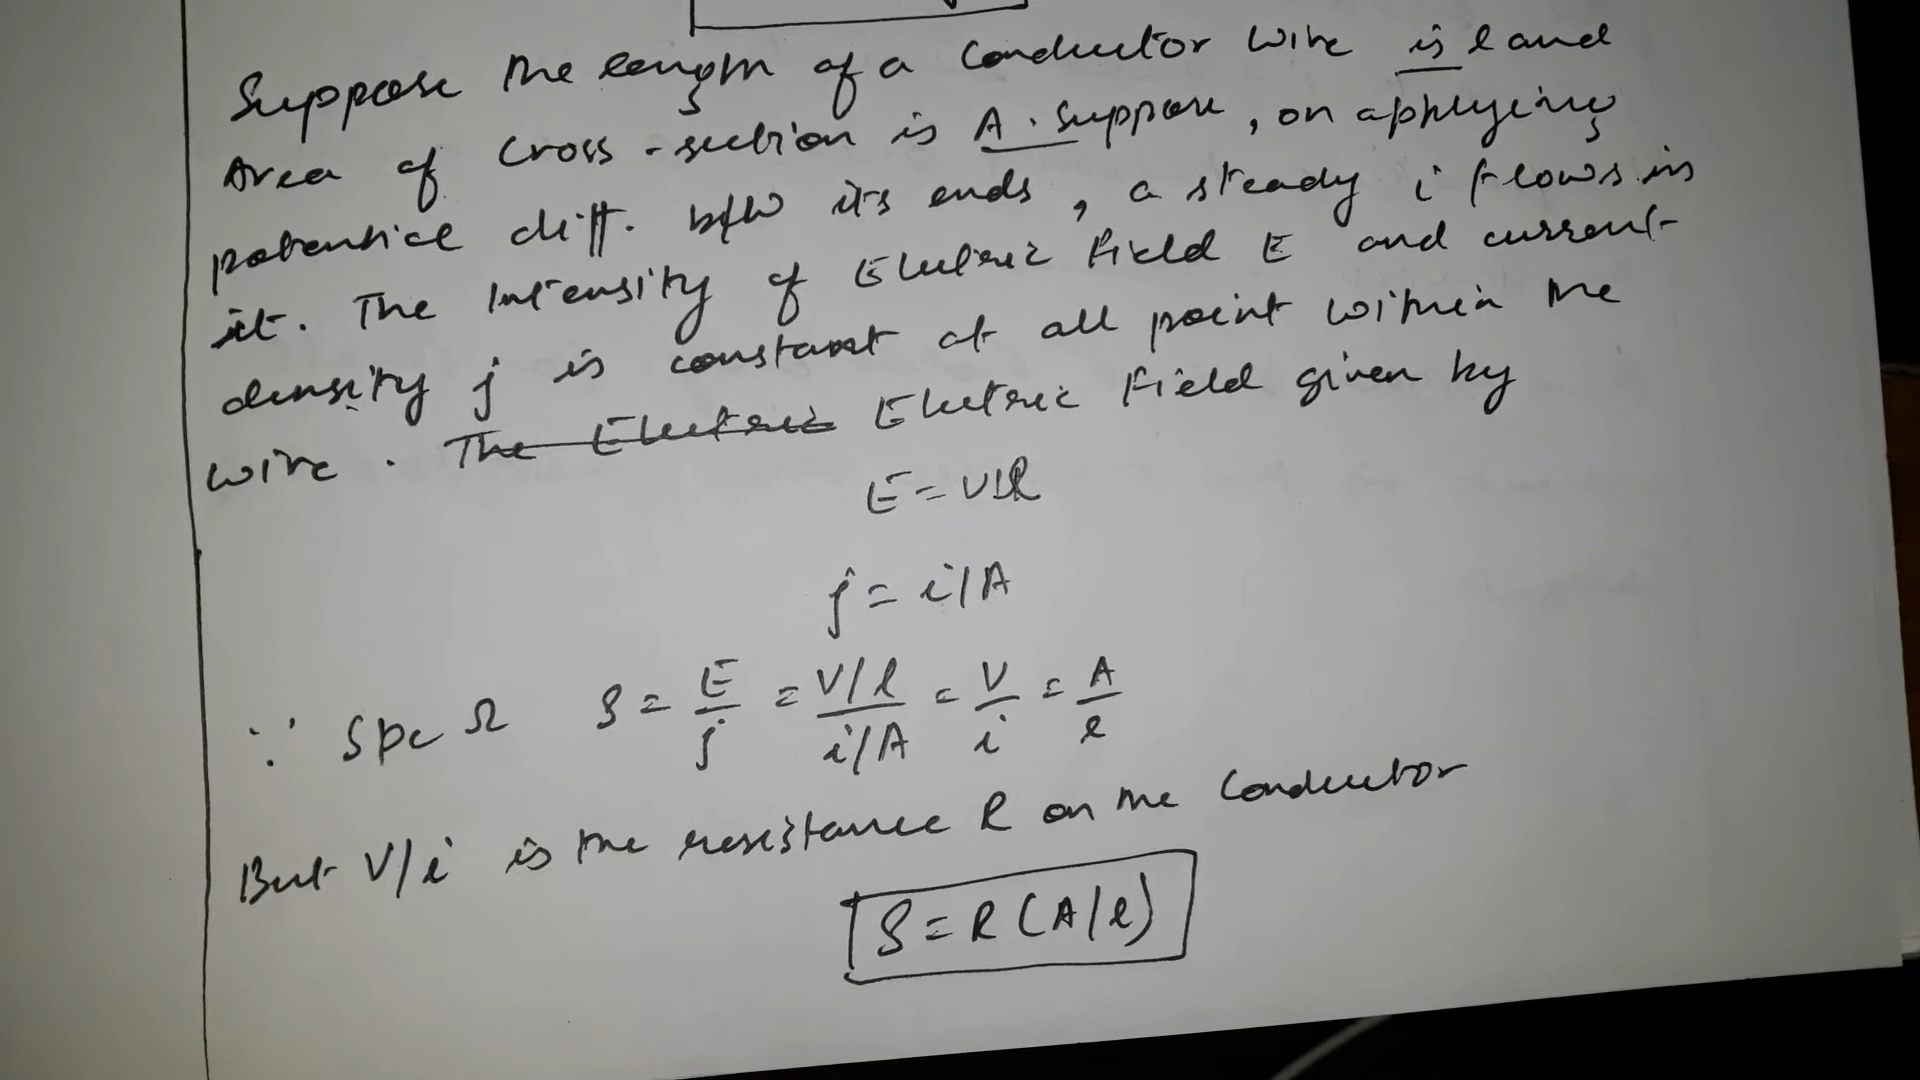 Suppose the length of a conductor wire is l and
Area of cross-section is A. Suppose, on applying
potential diff. b/w its ends, a steady i flows in
it. The Intensity of Electric field E and current
density j is constant at all point within the
wire. The Electric Electric Field given by
E = V/l
j = i/A
∵ Spc Ω ρ = E/j = V/l / i/A = V/i = A/l
But V/i is the resistance R on the conductor
ρ = R (A/l)